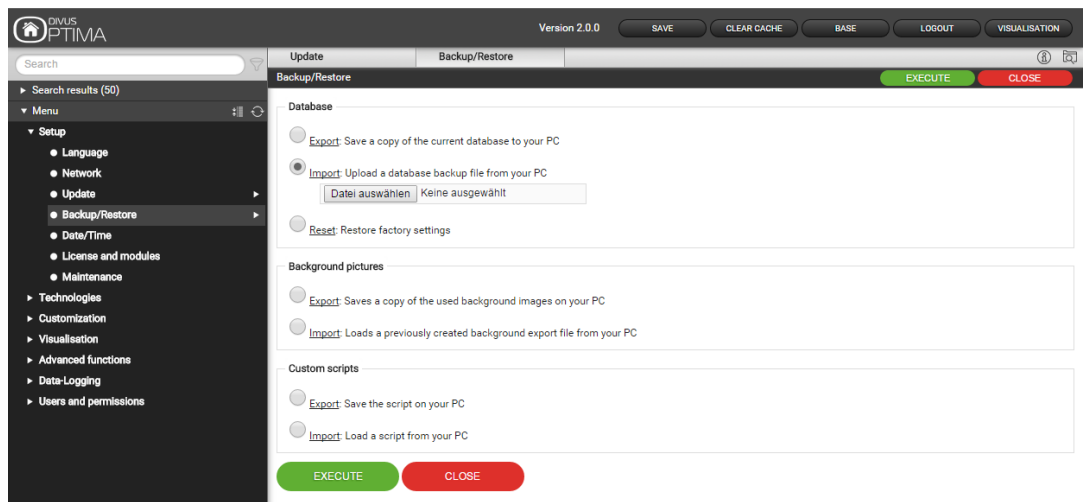 DIVUS
OPTIMA
Version 2.0.0
SAVE
CLEAR CACHE
BASE
LOGOUT
VISUALISATION
Search
Search results (50)
Menu
Setup
Language
Network
Update
Backup/Restore
Date/Time
License and modules
Maintenance
Technologies
Customization
Visualisation
Advanced functions
Data-Logging
Users and permissions
Update
Backup/Restore
Backup/Restore
EXECUTE
CLOSE
Database
Export: Save a copy of the current database to your PC
Import: Upload a database backup file from your PC
Datei auswählen Keine ausgewählt
Reset: Restore factory settings
Background pictures
Export: Saves a copy of the used background images on your PC
Import: Loads a previously created background export file from your PC
Custom scripts
Export: Save the script on your PC
Import: Load a script from your PC
EXECUTE
CLOSE